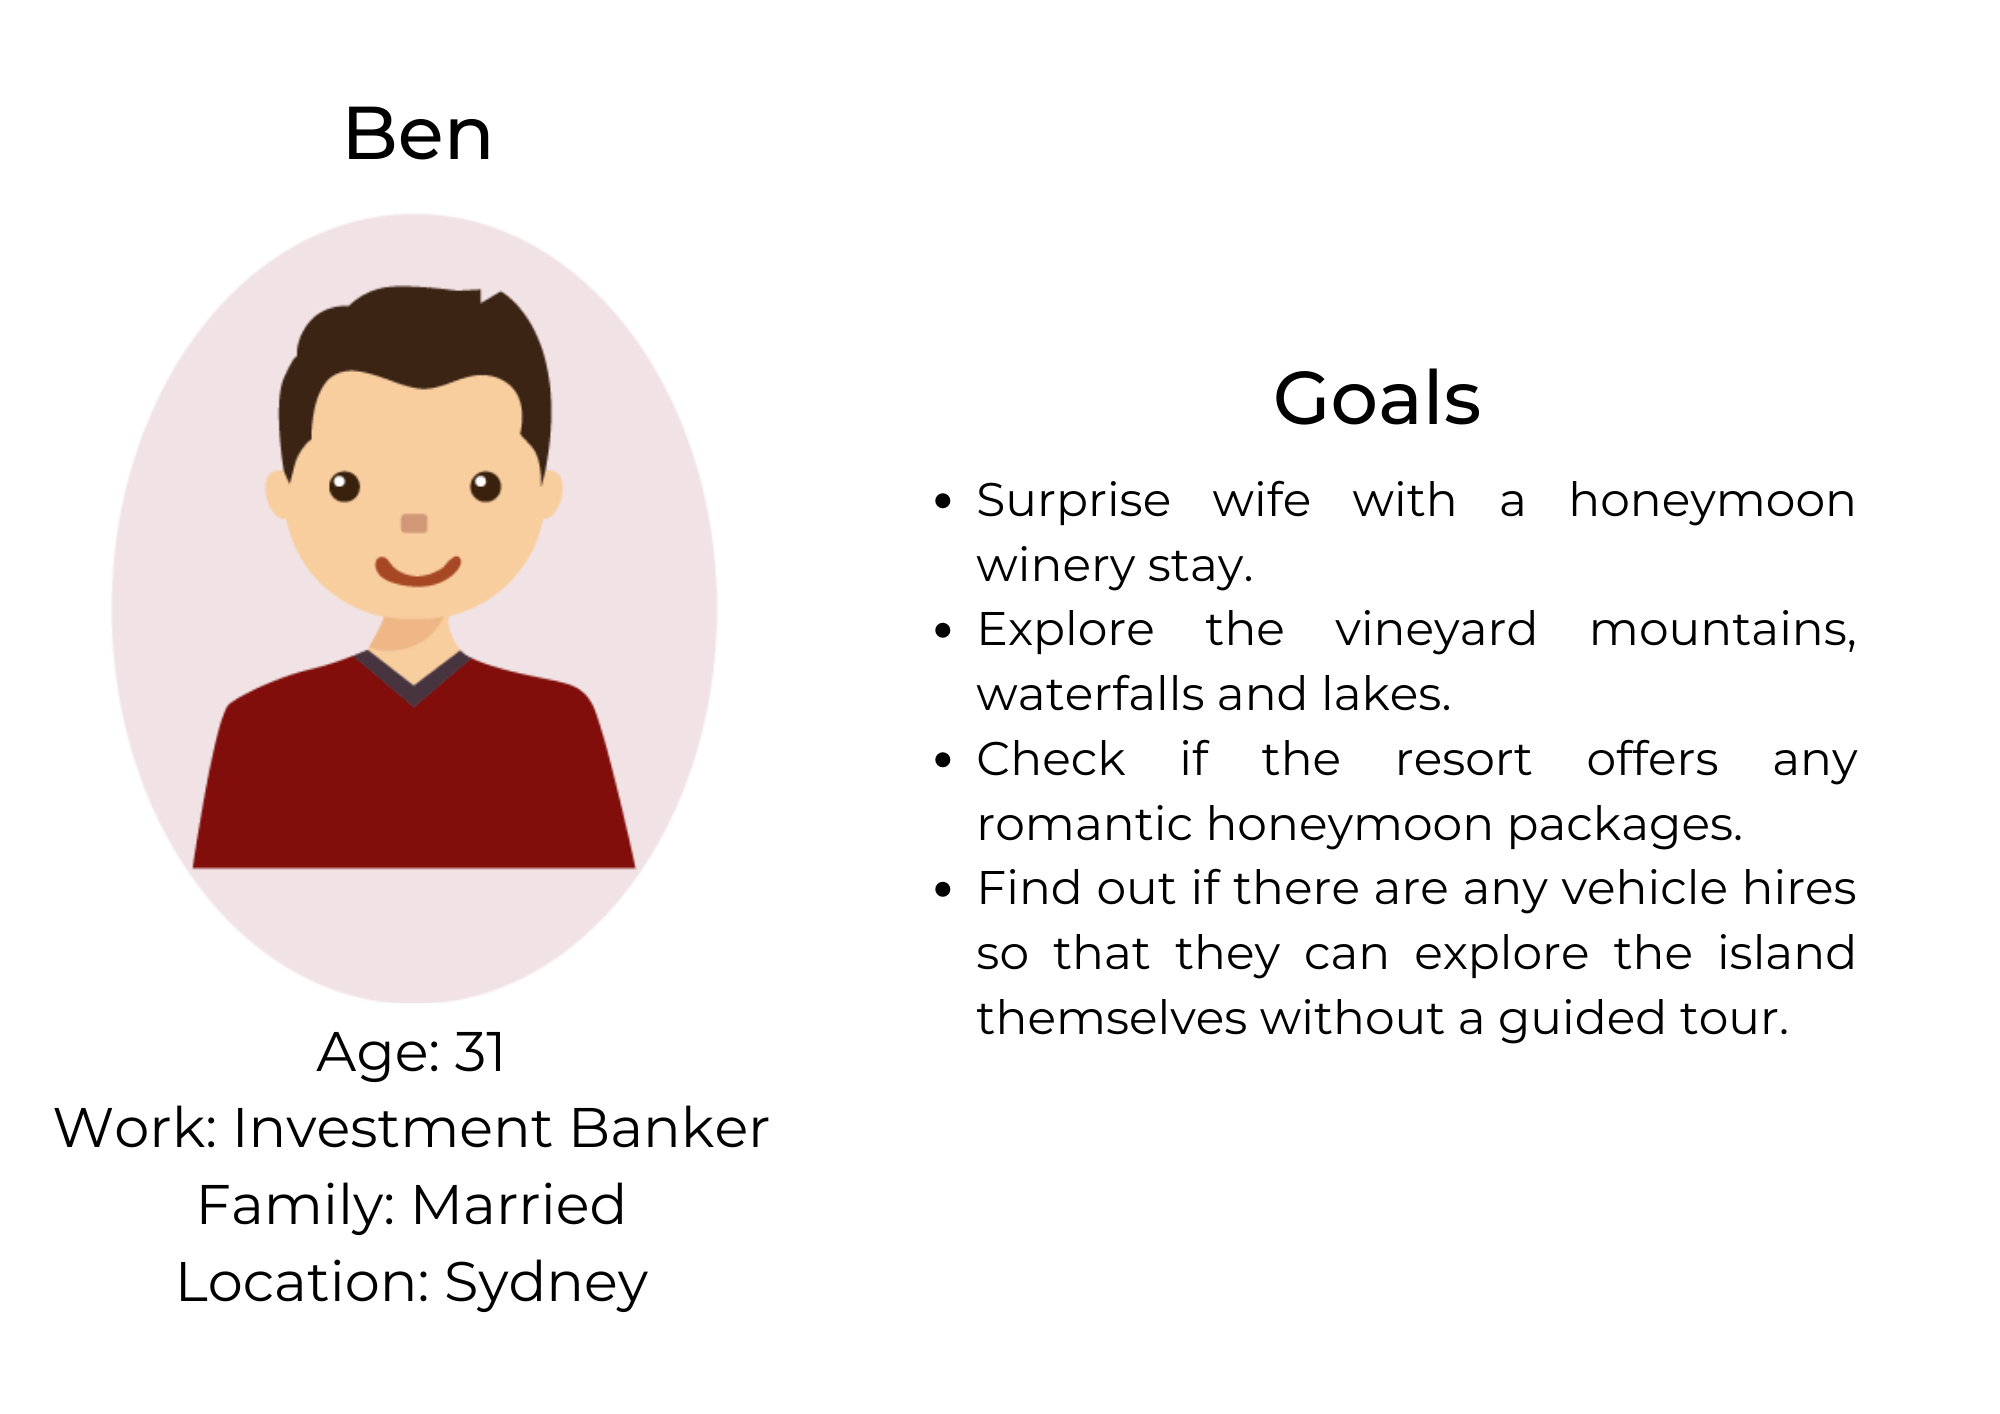 Ben
Age: 31
Work: Investment Banker
Family: Married
Location: Sydney
Goals
• Surprise wife with a honeymoon
winery stay.
• Explore the vineyard mountains,
waterfalls and lakes.
• Check if the resort offers any
romantic honeymoon packages.
• Find out if there are any vehicle hires
so that they can explore the island
themselves without a guided tour.